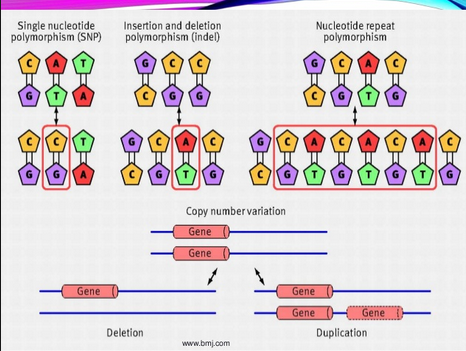 Single nucleotide
polymorphism (SNP)
C A T
G T A
C C T
G G A
Insertion and deletion
polymorphism (indel)
G C C
C G G
G C A C
C G T G
Nucleotide repeat
polymorphism
G C A C
C G T G
G C A C A C A C
C G T G T G T G
Copy number variation
Gene
Gene
Gene
Deletion
Gene
Gene Gene
Duplication
www.bmj.com